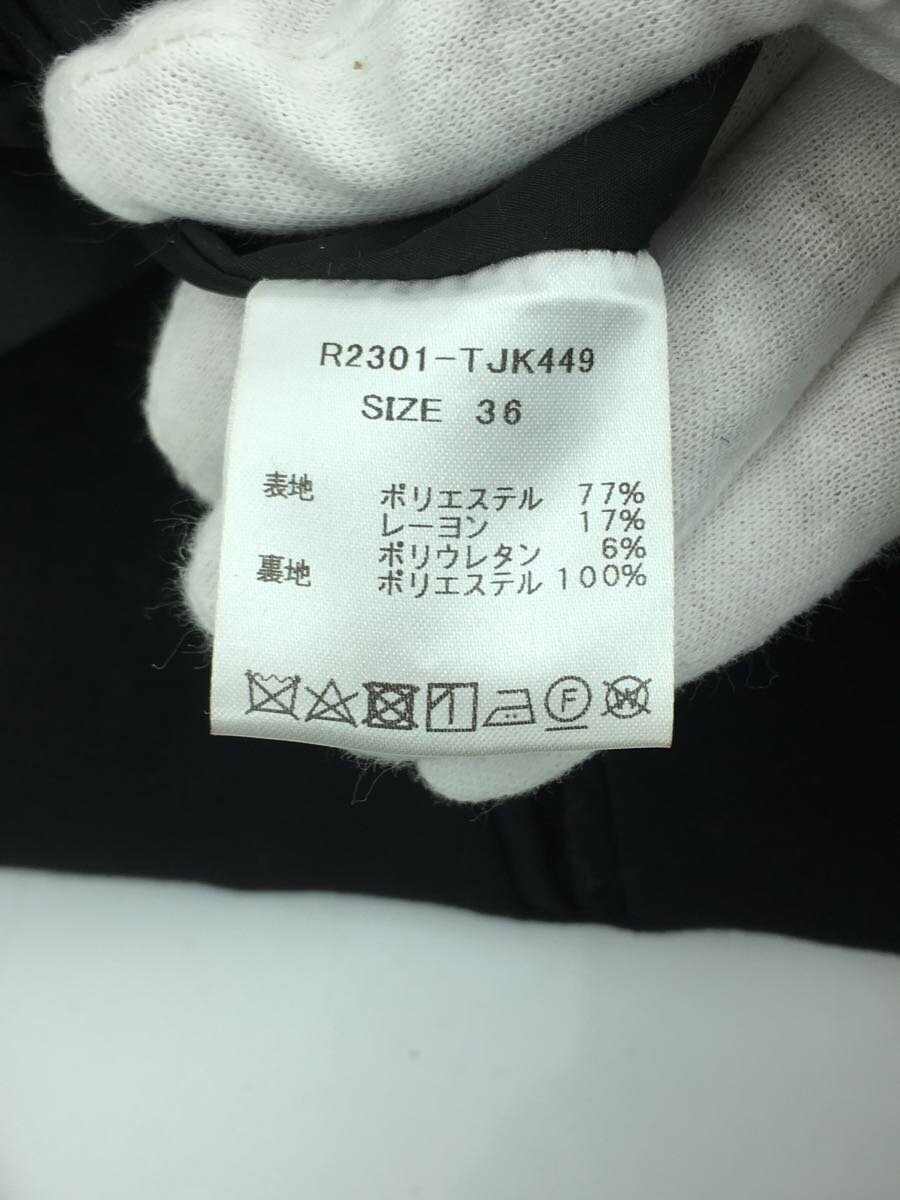 R2301-TJK449
SIZE 36
表地 ポリエステル 77%
レーヨン 17%
ポリウレタン 6%
裏地 ポリエステル 100%
F
W